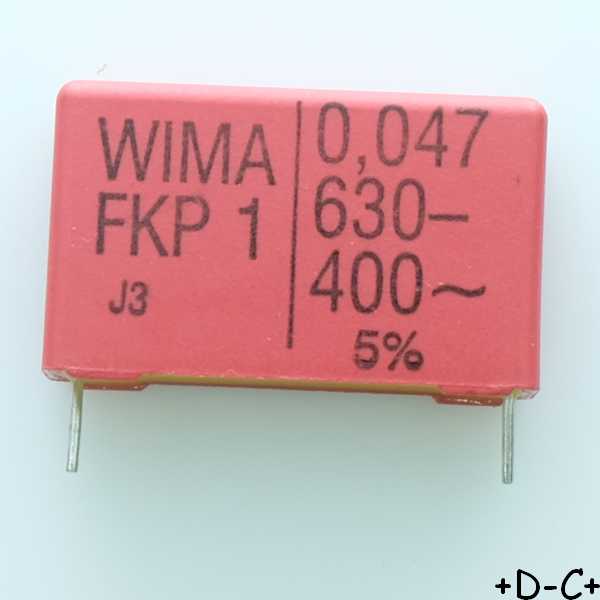 WIMA
FKP 1
J3
0,047
630–
400~
5%
+D-C+